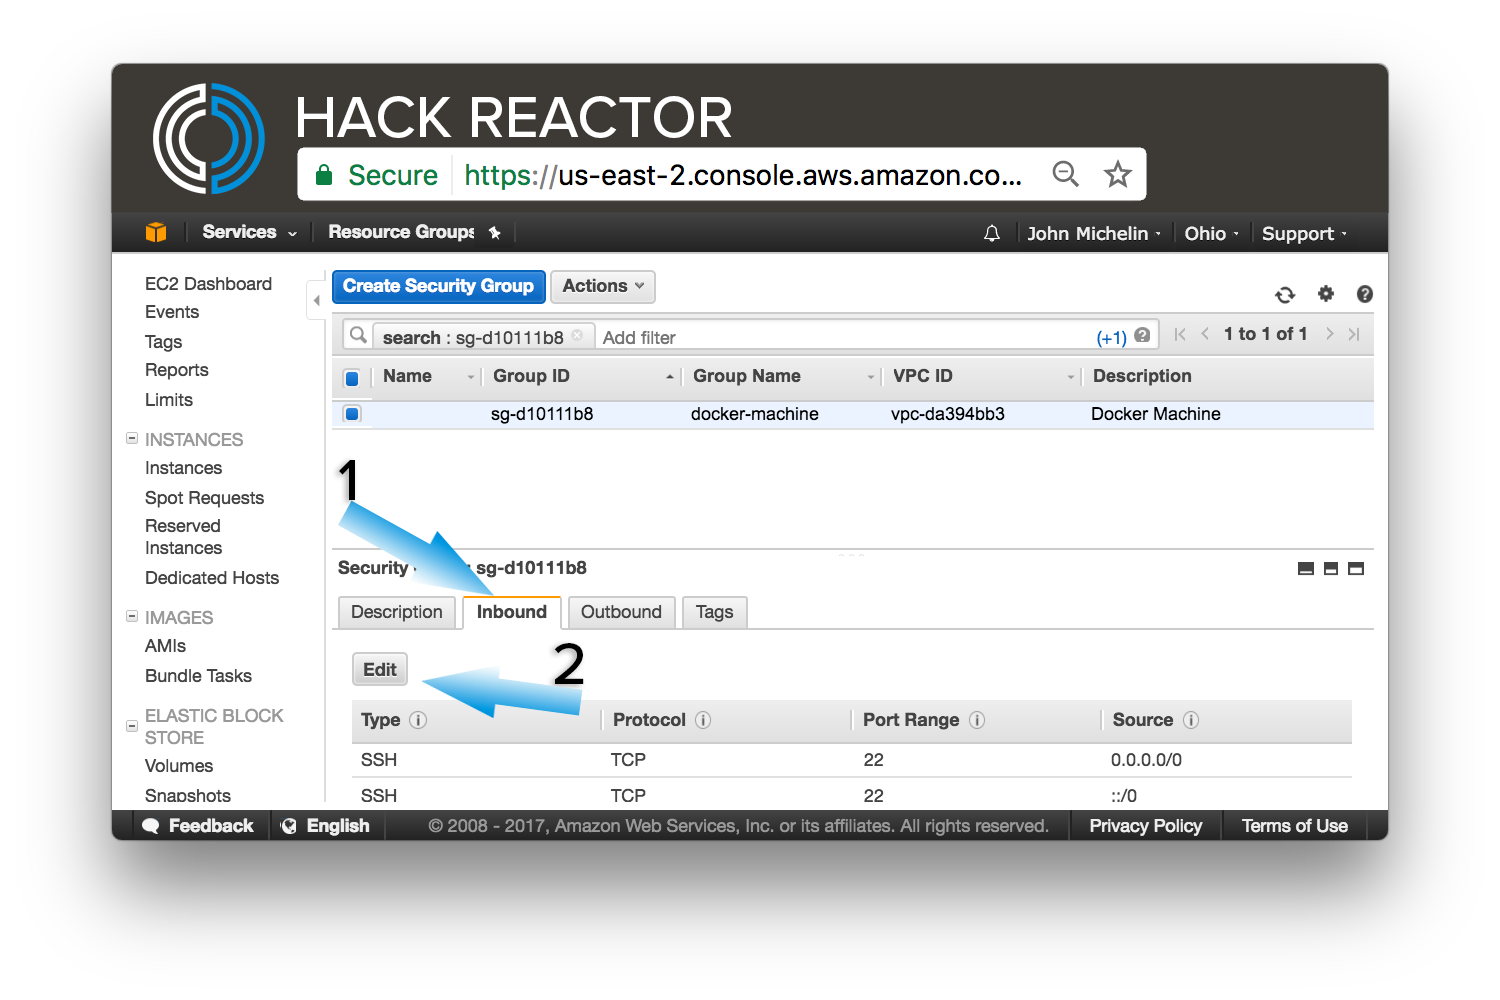 HACK REACTOR
Secure https://us-east-2.console.aws.amazon.co...
Services Resource Groups John Michelin Ohio Support
EC2 Dashboard
Events
Tags
Reports
Limits
INSTANCES
Instances
Spot Requests
Reserved
Instances
Dedicated Hosts
IMAGES
AMIs
Bundle Tasks
ELASTIC BLOCK
STORE
Volumes
Snapshots
Create Security Group Actions
search : sg-d10111b8 Add filter (+1) 1 to 1 of 1
Name Group ID Group Name VPC ID Description
sg-d10111b8 docker-machine vpc-da394bb3 Docker Machine
1
Security sg-d10111b8
Description Inbound Outbound Tags
Edit
2
Type Protocol Port Range Source
SSH TCP 22 0.0.0.0/0
SSH TCP 22 ::/0
Feedback English © 2008 - 2017, Amazon Web Services, Inc. or its affiliates. All rights reserved. Privacy Policy Terms of Use